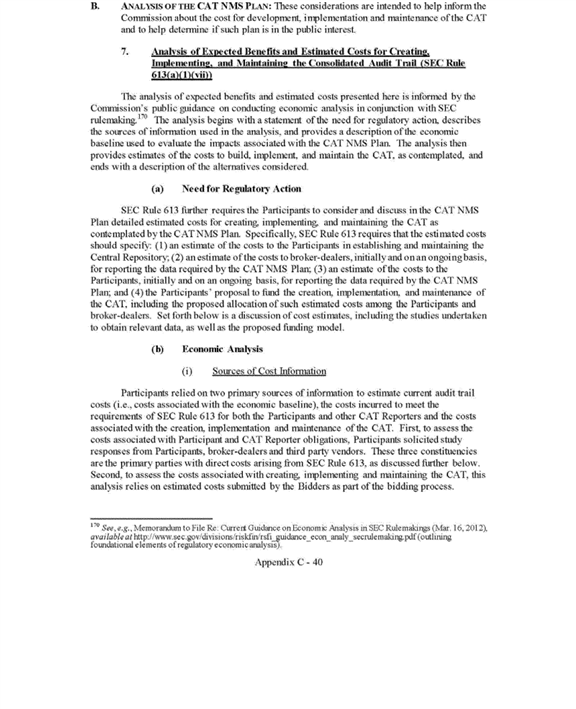 B. ANALYSIS OF THE CAT NMS PLAN: These considerations are intended to help inform the
Commission about the cost for development, implementation and maintenance of the CAT
and to help determine if such plan is in the public interest.
7. Analysis of Expected Benefits and Estimated Costs for Creating,
Implementing, and Maintaining the Consolidated Audit Trail (SEC Rule
613(a)(1)(vii))
The analysis of expected benefits and estimated costs presented here is informed by the
Commission's public guidance on conducting economic analysis in conjunction with SEC
rulemaking.170 The analysis begins with a statement of the need for regulatory action, describes
the sources of information used in the analysis, and provides a description of the economic
baseline used to evaluate the impacts associated with the CAT NMS Plan. The analysis then
provides estimates of the costs to build, implement, and maintain the CAT, as contemplated, and
ends with a description of the alternatives considered.
(a) Need for Regulatory Action
SEC Rule 613 further requires the Participants to consider and discuss in the CAT NMS
Plan detailed estimated costs for creating, implementing, and maintaining the CAT as
contemplated by the CAT NMS Plan. Specifically, SEC Rule 613 requires that the estimated costs
should specify: (1) an estimate of the costs to the Participants in establishing and maintaining the
Central Repository; (2) an estimate of the costs to broker-dealers, initially and on an ongoing basis,
for reporting the data required by the CAT NMS Plan; (3) an estimate of the costs to the
Participants, initially and on an ongoing basis, for reporting the data required by the CAT NMS
Plan; and (4) the Participants' proposal to fund the creation, implementation, and maintenance of
the CAT, including the proposed allocation of such estimated costs among the Participants and
broker-dealers. Set forth below is a discussion of cost estimates, including the studies undertaken
to obtain relevant data, as well as the proposed funding model.
(b) Economic Analysis
(i) Sources of Cost Information
Participants relied on two primary sources of information to estimate current audit trail
costs (i.e., costs associated with the economic baseline), the costs incurred to meet the
requirements of SEC Rule 613 for both the Participants and other CAT Reporters and the costs
associated with the creation, implementation and maintenance of the CAT. First, to assess the
costs associated with Participant and CAT Reporter obligations, Participants solicited study
responses from Participants, broker-dealers and third party vendors. These three constituencies
are the primary parties with direct costs arising from SEC Rule 613, as discussed further below.
Second, to assess the costs associated with creating, implementing and maintaining the CAT, this
analysis relies on estimated costs submitted by the Bidders as part of the bidding process.
170 See, e.g., Memorandum to File Re: Current Guidance on Economic Analysis in SEC Rulemakings (Mar. 16, 2012),
available at http://www.sec.gov/divisions/riskfin/rsfi_guidance_econ_analy_secrulemaking.pdf (outlining
foundational elements of regulatory economic analysis).
Appendix C - 40